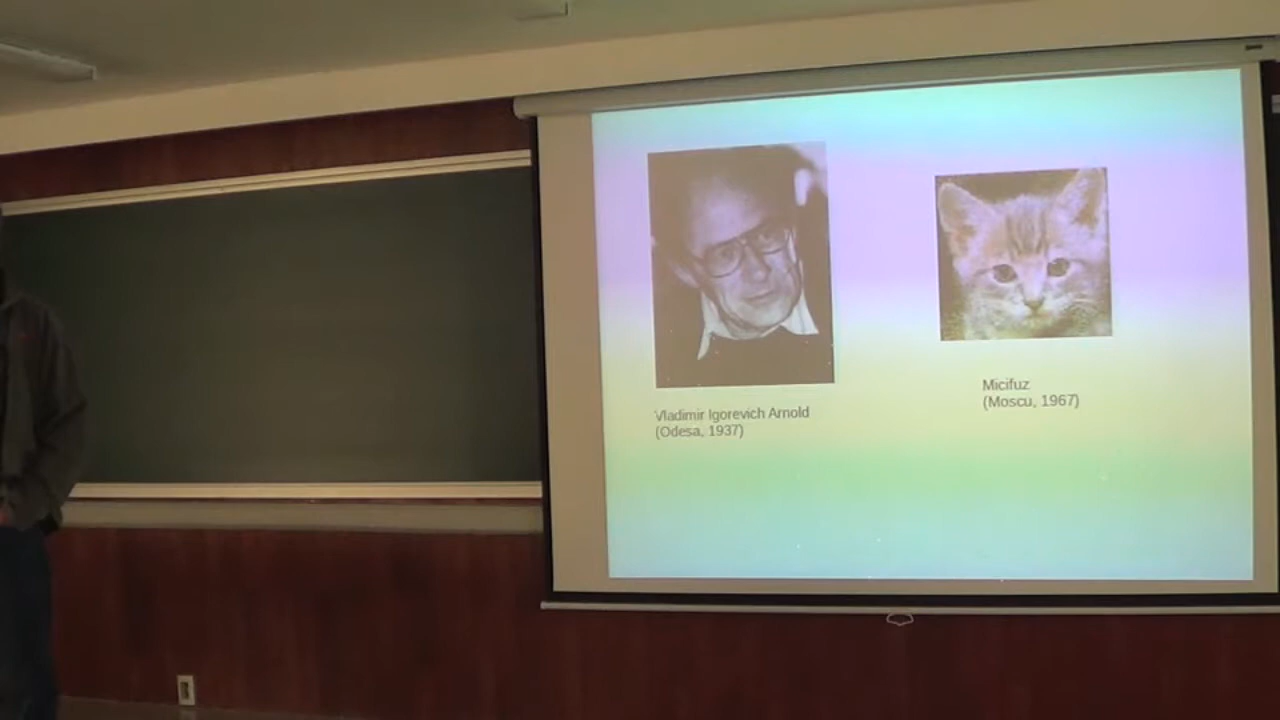 Vladimir Igorevich Arnold
(Odesa, 1937)
Micifuz
(Moscu, 1967)